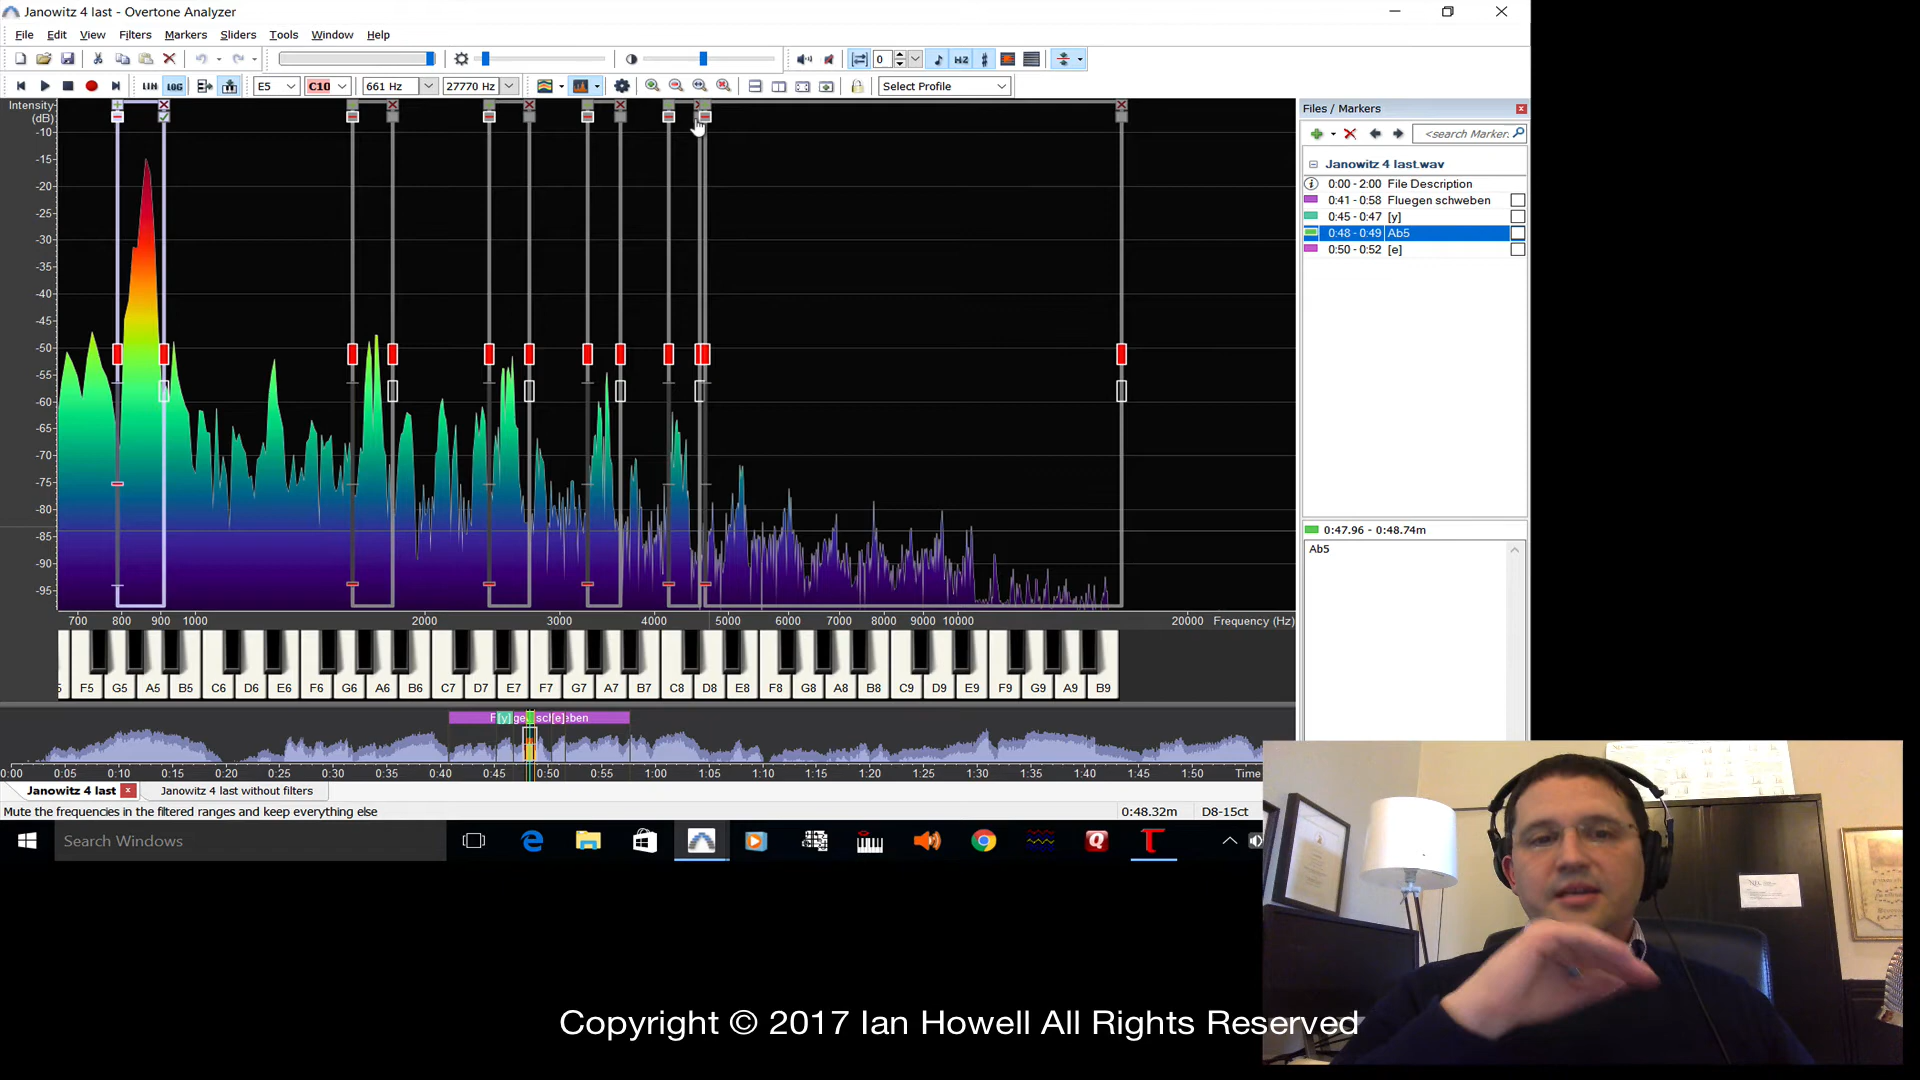 Janowitz 4 last - Overtone Analyzer
File Edit View Filters Markers Sliders Tools Window Help
0 HZ
LIN LOG E5 C10 661 Hz 27770 Hz Select Profile
Intensity
(dB)
-10
-15
-20
-25
-30
-35
-40
-45
-50
-55
-60
-65
-70
-75
-80
-85
-90
-95
700 800 900 1000 2000 3000 4000 5000 6000 7000 8000 9000 10000 20000 Frequency (Hz)
F5 G5 A5 B5 C6 D6 E6 F6 G6 A6 B6 C7 D7 E7 F7 G7 A7 B7 C8 D8 E8 F8 G8 A8 B8 C9 D9 E9 F9 G9 A9 B9
F[y]ge sc[e]eben
0:00 0:05 0:10 0:15 0:20 0:25 0:30 0:35 0:40 0:45 0:50 0:55 1:00 1:05 1:10 1:15 1:20 1:25 1:30 1:35 1:40 1:45 1:50 Time
Janowitz 4 last Janowitz 4 last without filters
Mute the frequencies in the filtered ranges and keep everything else 0:48.32m D8-15ct
Search Windows
Files / Markers
<search Marker.
Janowitz 4 last.wav
0:00 - 2:00 File Description
0:41 - 0:58 Fluegen schweben
0:45 - 0:47 [y]
0:48 - 0:49 Ab5
0:50 - 0:52 [e]
0:47.96 - 0:48.74m
Ab5
Copyright © 2017 Ian Howell All Rights Reserved